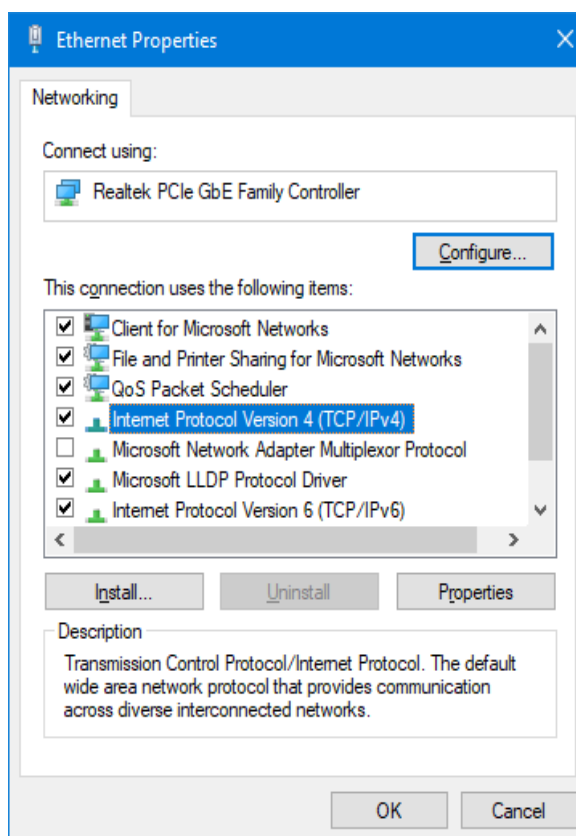 Ethernet Properties
Networking
Connect using:
Realtek PCIe GbE Family Controller
Configure...
This connection uses the following items:
Client for Microsoft Networks
File and Printer Sharing for Microsoft Networks
QoS Packet Scheduler
Internet Protocol Version 4 (TCP/IPv4)
Microsoft Network Adapter Multiplexor Protocol
Microsoft LLDP Protocol Driver
Internet Protocol Version 6 (TCP/IPv6)
Install... Uninstall Properties
Description
Transmission Control Protocol/Internet Protocol. The default
wide area network protocol that provides communication
across diverse interconnected networks.
OK Cancel